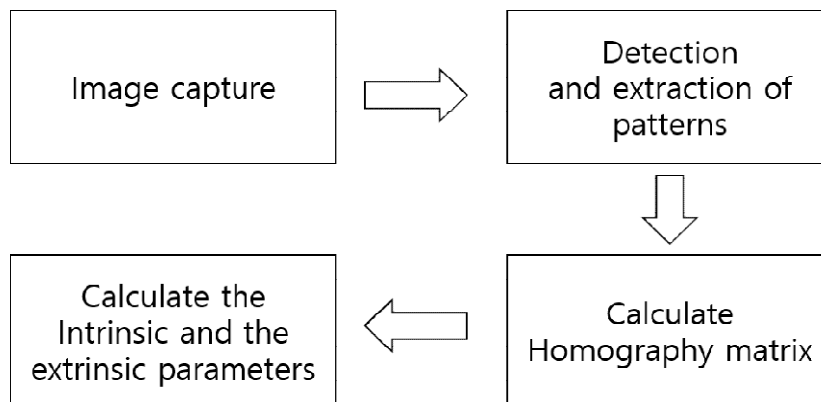 Image capture
Detection
and extraction of
patterns
Calculate
Homography matrix
Calculate the
Intrinsic and the
extrinsic parameters